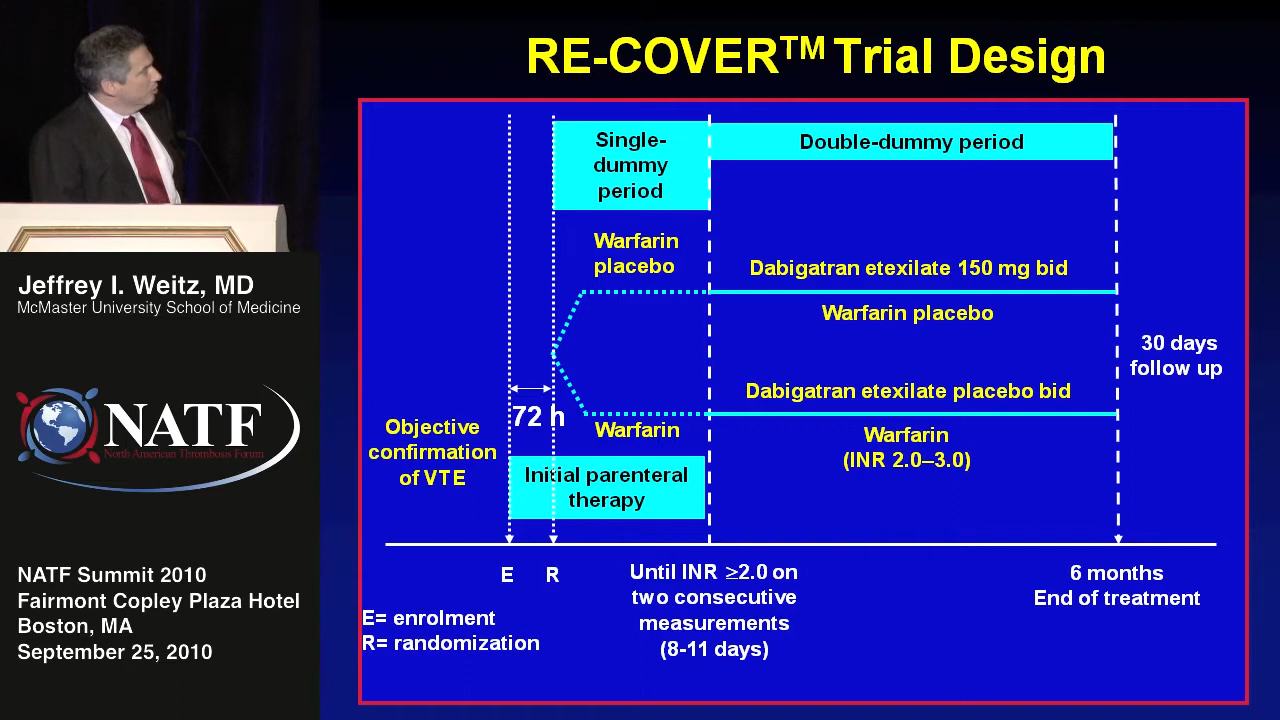 RE-COVER™ Trial Design
Single-
dummy
period
Double-dummy period
Warfarin
placebo
Dabigatran etexilate 150 mg bid
Warfarin placebo
30 days
follow up
72 h
Dabigatran etexilate placebo bid
Objective
confirmation
of VTE
Warfarin
Warfarin
(INR 2.0–3.0)
Initial parenteral
therapy
E
R
Until INR ≥2.0 on
two consecutive
measurements
(8-11 days)
6 months
End of treatment
E= enrolment
R= randomization
Jeffrey I. Weitz, MD
McMaster University School of Medicine
NATF
North American Thrombosis Forum
NATF Summit 2010
Fairmont Copley Plaza Hotel
Boston, MA
September 25, 2010